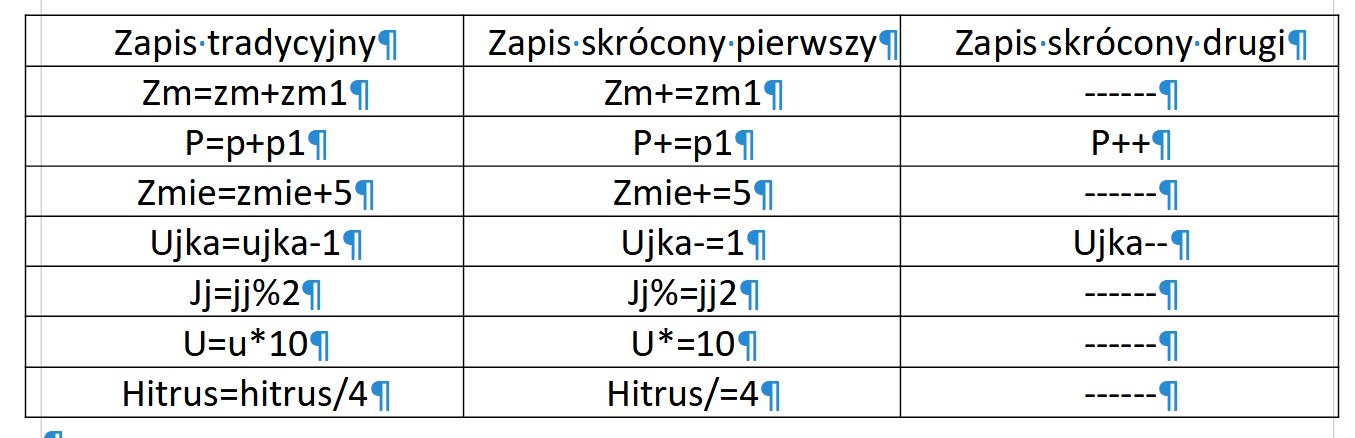 Zapis·tradycyjny¶ Zapis·skrócony·pierwszy¶ Zapis·skrócony·drugi¶
Zm=zm+zm1¶ Zm+=zm1¶ ------¶
P=p+p1¶ P+=p1¶ P++¶
Zmie=zmie+5¶ Zmie+=5¶ ------¶
Ujka=ujka-1¶ Ujka-=1¶ Ujka--¶
Jj=jj%2¶ Jj%=jj2¶ ------¶
U=u*10¶ U*=10¶ ------¶
Hitrus=hitrus/4¶ Hitrus/=4¶ ------¶
¶